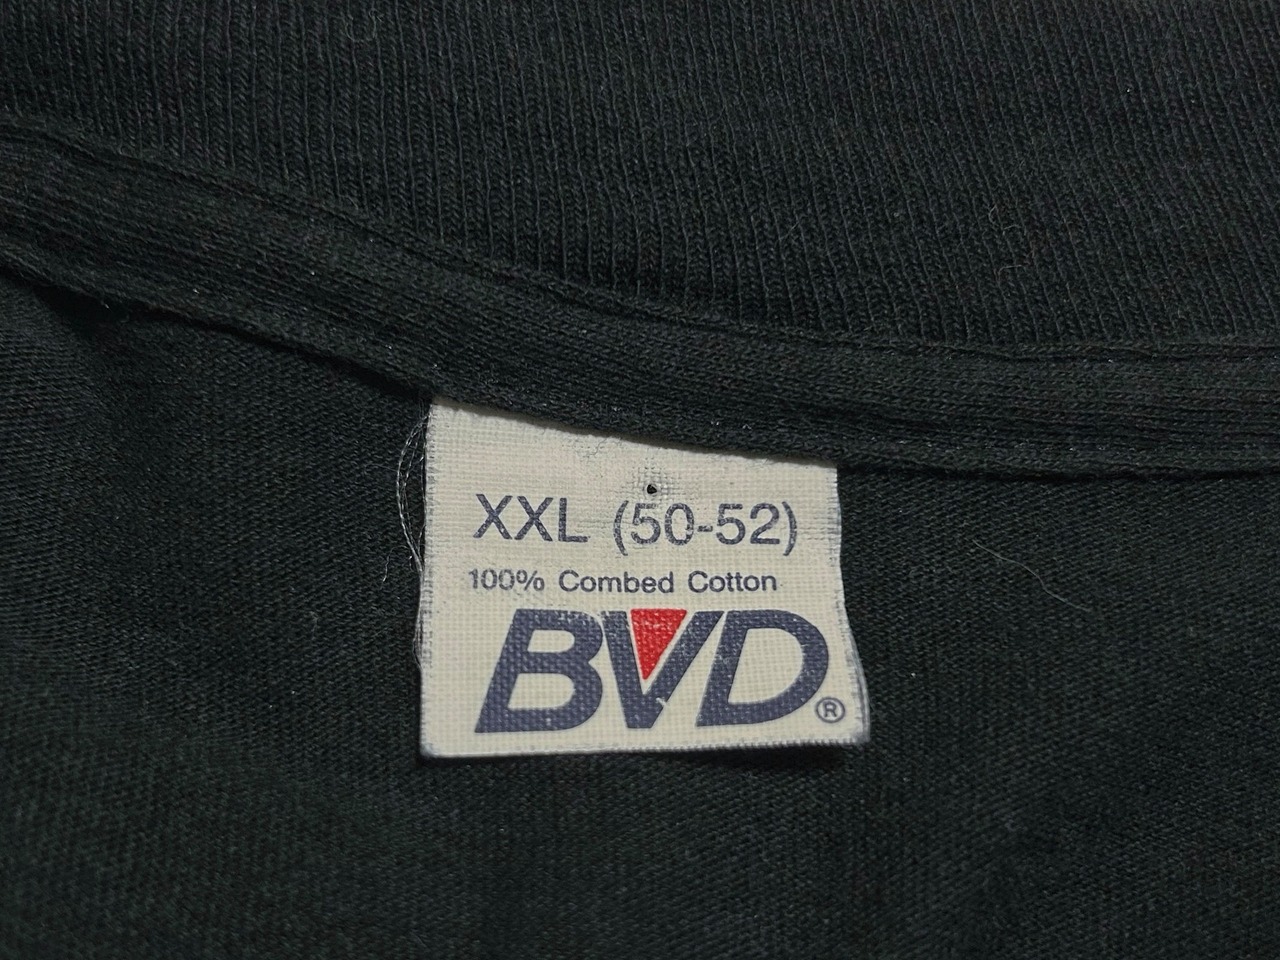 XXL (50-52)
100% Combed Cotton
BVD®